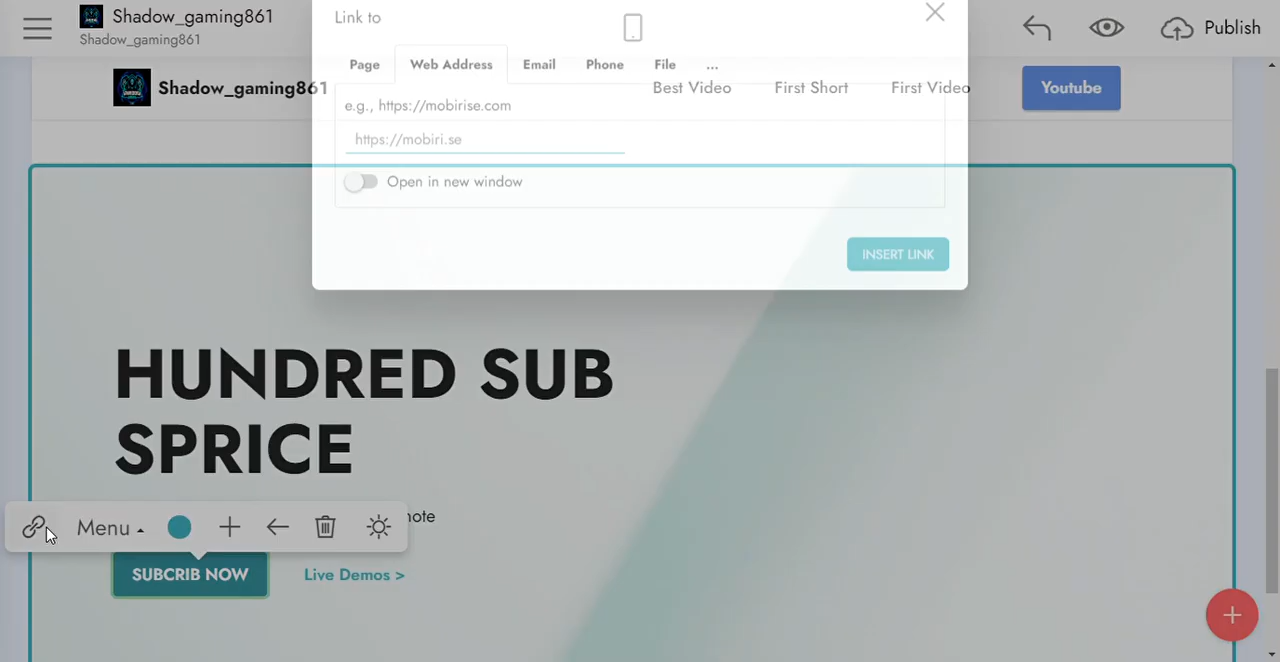 Shadow_gaming861
Shadow_gaming861
Publish
Link to
Page
Web Address
Email
Phone
File
...
Shadow_gaming861
Best Video
First Short
First Video
Youtube
e.g., https://mobirise.com
https://mobiri.se
Open in new window
INSERT LINK
HUNDRED SUB
SPRICE
note
Menu
SUBCRIB NOW
Live Demos >